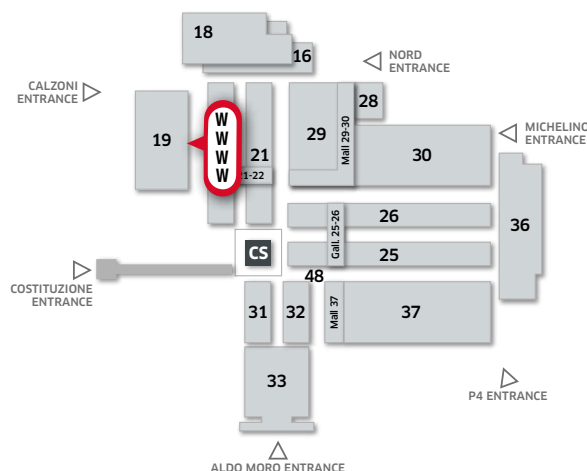 18
16
NORD
ENTRANCE
CALZONI
ENTRANCE
28
19
W
W
W
W
21
21-22
29
Mall 29-30
30
MICHELINO
ENTRANCE
26
Gall. 25-26
25
36
CS
48
COSTITUZIONE
ENTRANCE
31
32
Mall 37
37
33
P4 ENTRANCE
ALDO MORO ENTRANCE